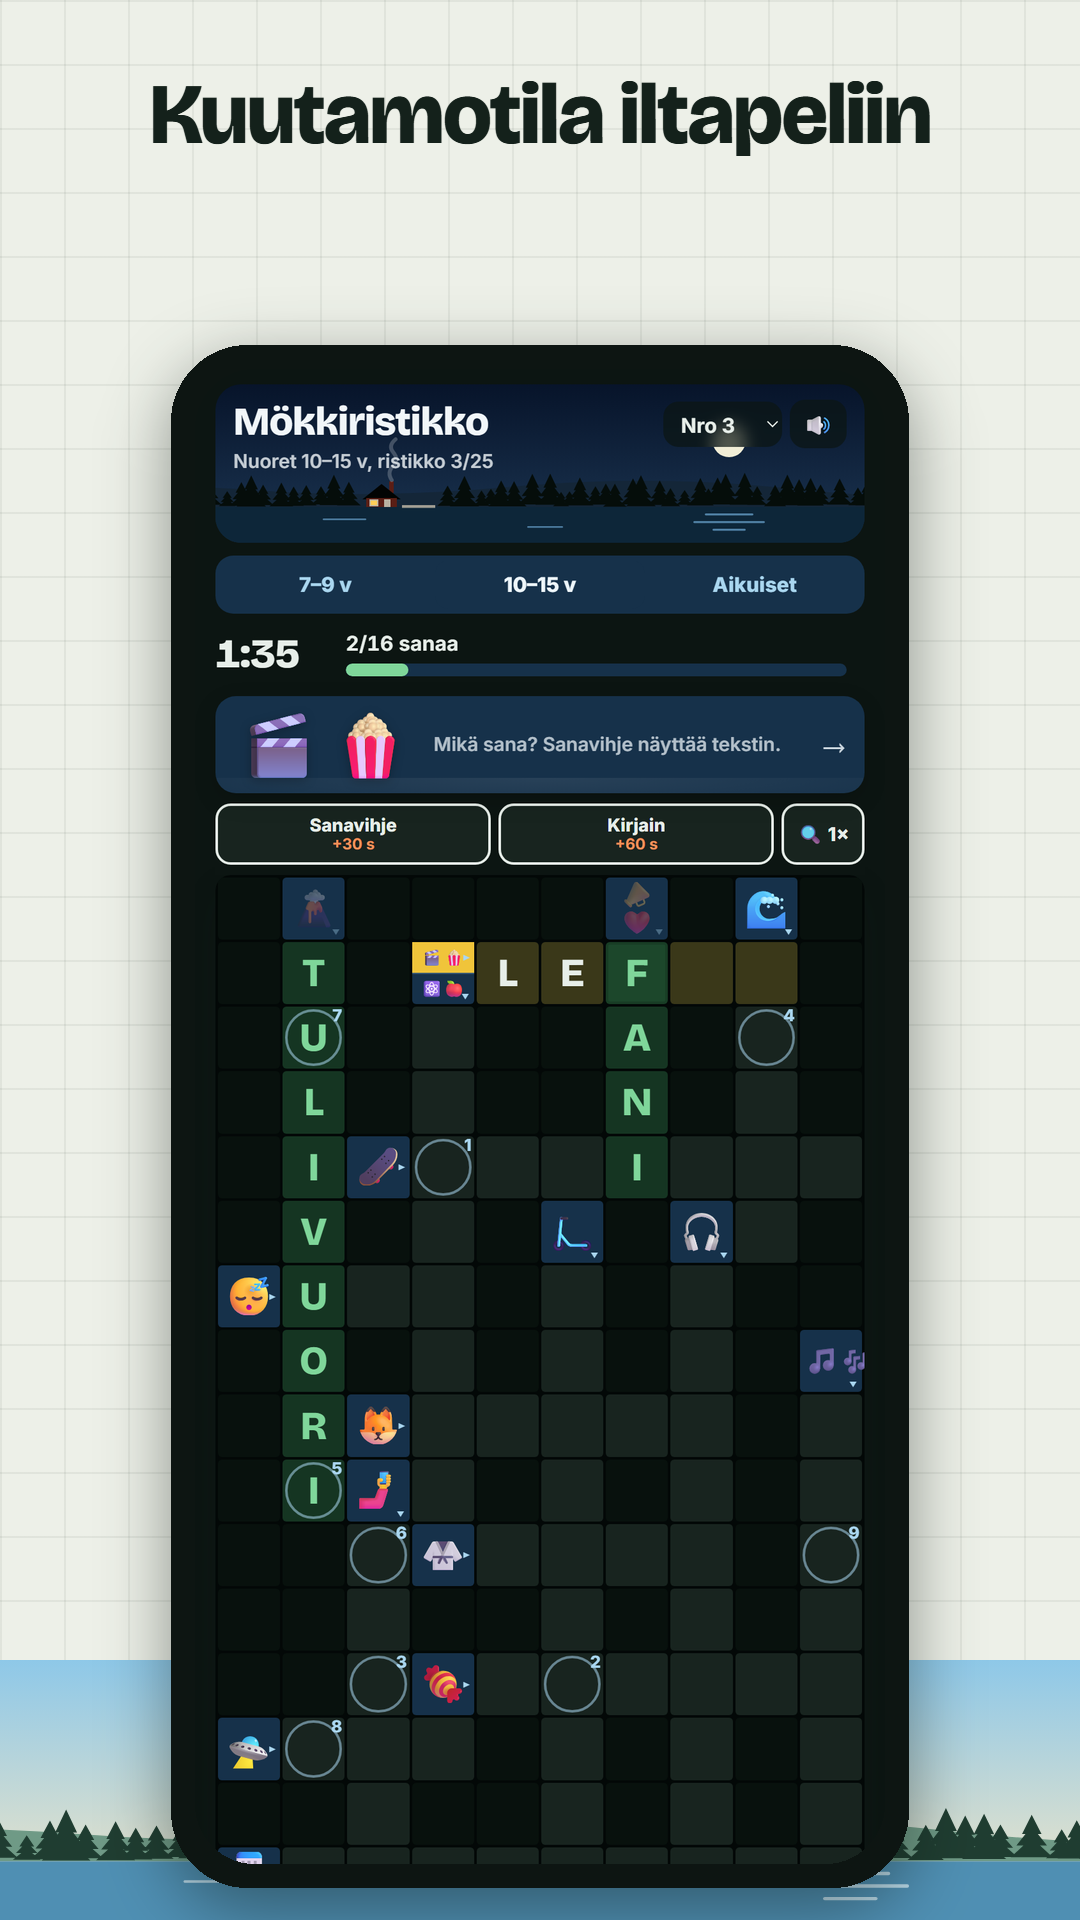 Kuutamotila iltapeliin
Mökkiristikko
Nro 3
Nuoret 10–15 v, ristikko 3/25
7–9 v
10–15 v
Aikuiset
1:35
2/16 sanaa
Mikä sana? Sanavihje näyttää tekstin. →
Sanavihje
+30 s
Kirjain
+60 s
1×
T L E F
U 7 A 4
L N
I 1 I
V
U
O
R
I 5
6 9
3 2
8